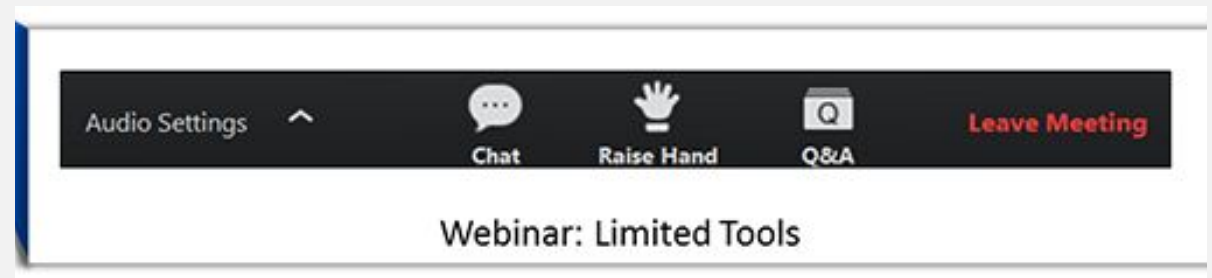 Audio Settings
Chat
Raise Hand
Q
Q&A
Leave Meeting
Webinar: Limited Tools